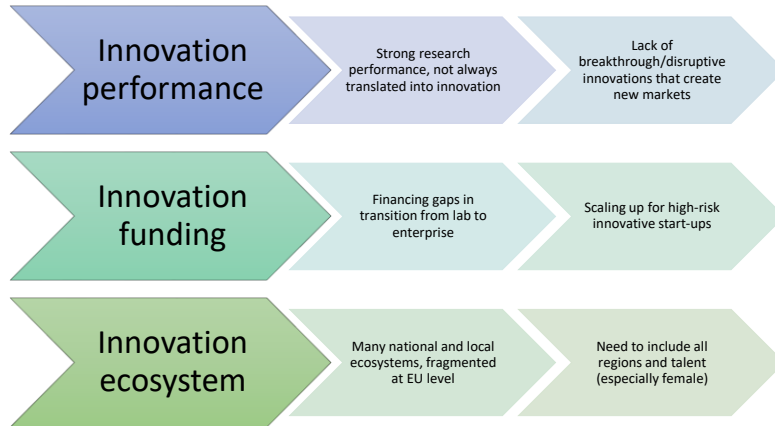 Innovation
performance
Strong research
performance, not always
translated into innovation
Lack of
breakthrough/disruptive
innovations that create
new markets
Innovation
funding
Financing gaps in
transition from lab to
enterprise
Scaling up for high-risk
innovative start-ups
Innovation
ecosystem
Many national and local
ecosystems, fragmented
at EU level
Need to include all
regions and talent
(especially female)